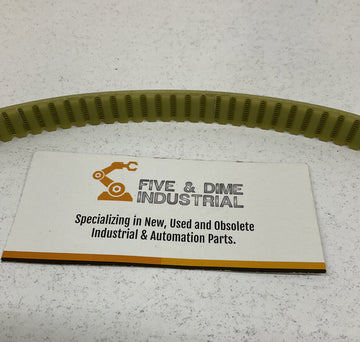 FIVE & DIME
INDUSTRIAL
Specializing in New, Used and Obsolete
Industrial & Automation Parts.